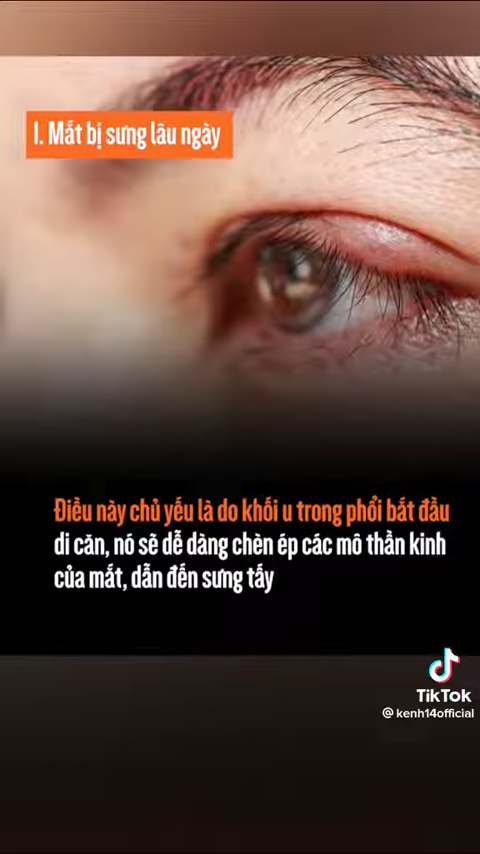 1. Mắt bị sưng lâu ngày
Điều này chủ yếu là do khối u trong phổi bắt đầu
di căn, nó sẽ dễ dàng chèn ép các mô thần kinh
của mắt, dẫn đến sưng tấy
TikTok
@kenh14official